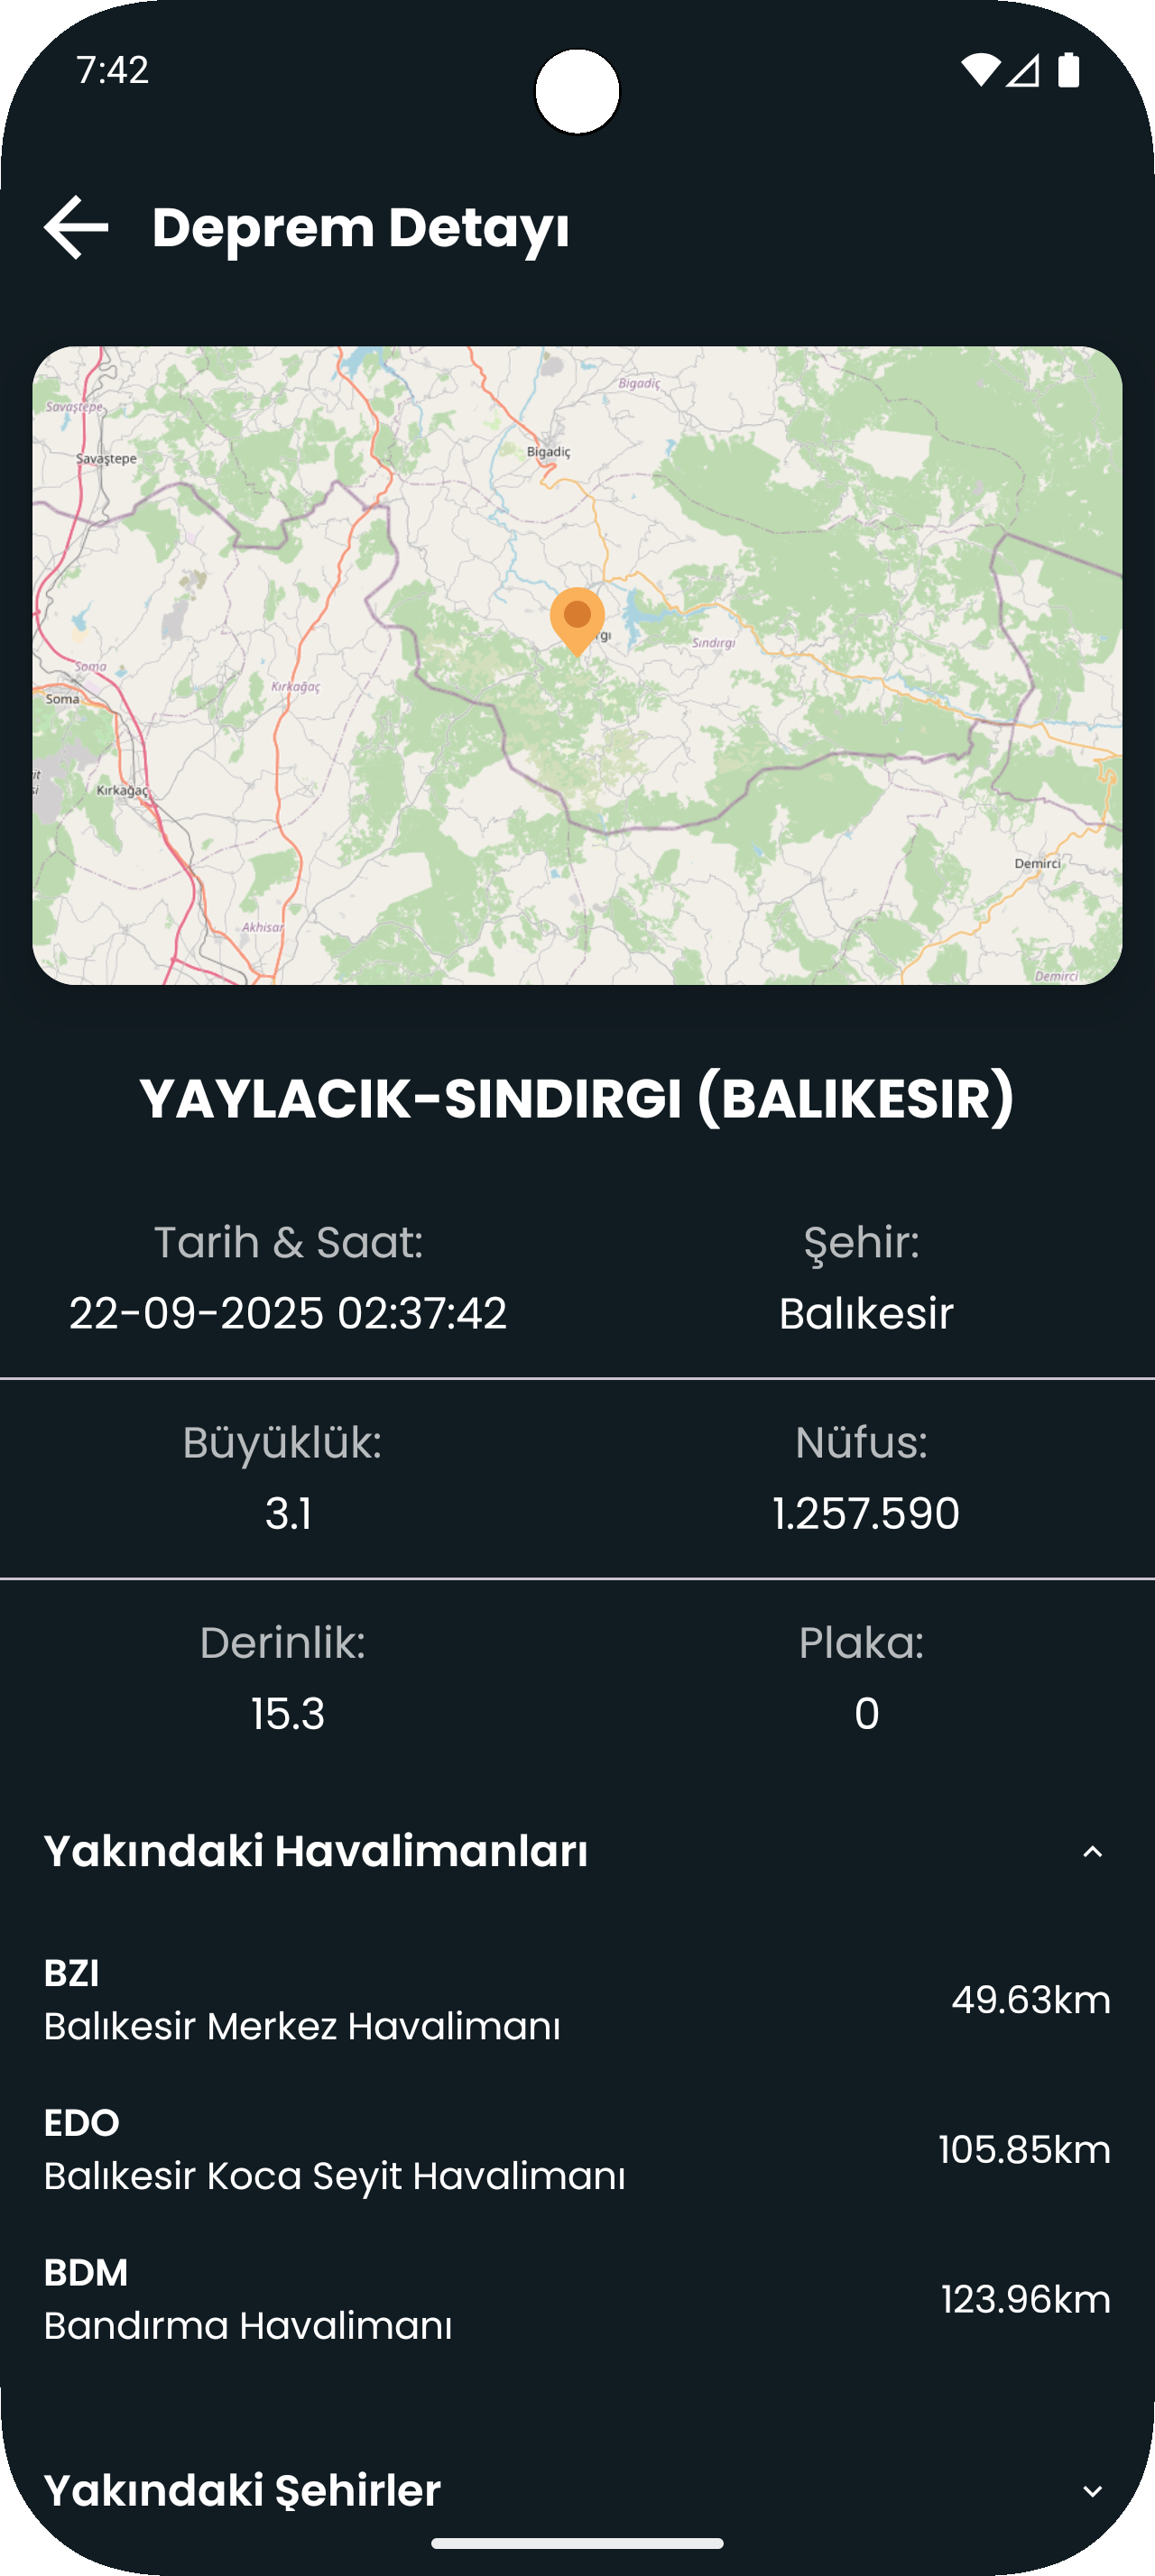 7:42
Deprem Detayı
Bigadiç
Savaştepe
Savaştepe
Bigadiç
rgı
Sındırgı
Soma
Kırkağaç
Soma
Kırkağaç
Demirci
Akhisar
Demirci
YAYLACIK-SINDIRGI (BALIKESIR)
Tarih & Saat:
Şehir:
22-09-2025 02:37:42
Balıkesir
Büyüklük:
Nüfus:
3.1
1.257.590
Derinlik:
Plaka:
15.3
0
Yakındaki Havalimanları
BZI
Balıkesir Merkez Havalimanı
49.63km
EDO
Balıkesir Koca Seyit Havalimanı
105.85km
BDM
Bandırma Havalimanı
123.96km
Yakındaki Şehirler